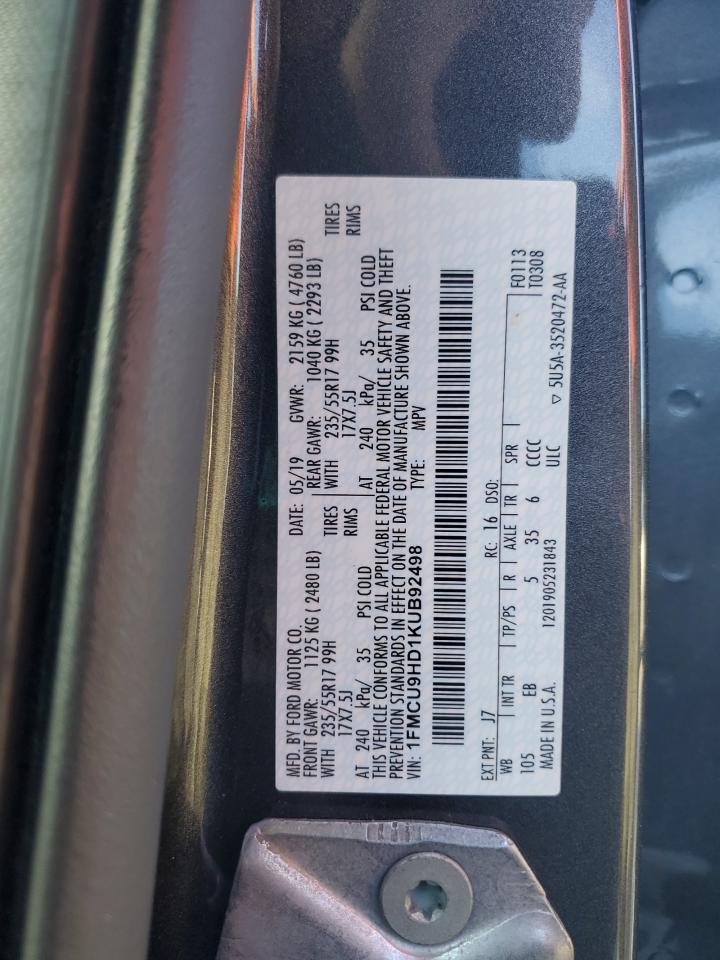 MFD. BY FORD MOTOR CO. DATE: 05/19 GVWR: 2159 KG ( 4760 LB)
FRONT GAWR: 1125 KG ( 2480 LB) REAR GAWR: 1040 KG ( 2293 LB)
WITH 235/55R17 99H TIRES WITH 235/55R17 99H TIRES
17X7.5J RIMS 17X7.5J RIMS
AT 240 kPa/ 35 PSI COLD AT 240 kPa/ 35 PSI COLD
THIS VEHICLE CONFORMS TO ALL APPLICABLE FEDERAL MOTOR VEHICLE SAFETY AND THEFT
PREVENTION STANDARDS IN EFFECT ON THE DATE OF MANUFACTURE SHOWN ABOVE.
VIN: 1FMCU9HD1KUB92498 TYPE: MPV
EXT PNT: J7 RC: 16 DSO: F0113
WB INT TR TP/PS R AXLE TR SPR T0308
105 EB 5 35 6 CCCC
MADE IN U.S.A. 1201905231843 ULC ▽ 5U5A-3520472-AA